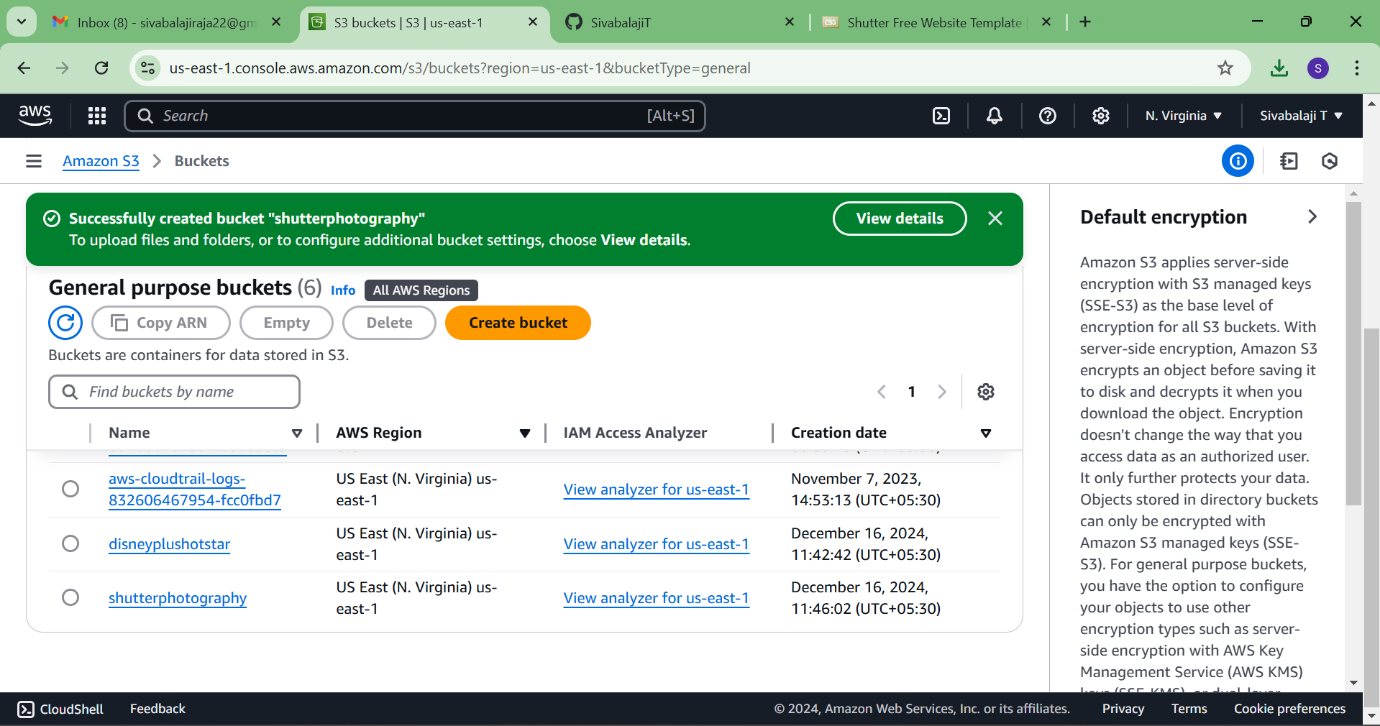 Inbox (8) - sivabalajiraja22@gm
S3 buckets | S3 | us-east-1
SivabalajiT
Shutter Free Website Template
us-east-1.console.aws.amazon.com/s3/buckets?region=us-east-1&bucketType=general
S
aws
Search
[Alt+S]
N. Virginia
Sivabalaji T
Amazon S3
Buckets
Successfully created bucket "shutterphotography"
To upload files and folders, or to configure additional bucket settings, choose View details.
View details
General purpose buckets (6) Info All AWS Regions
Copy ARN
Empty
Delete
Create bucket
Buckets are containers for data stored in S3.
Find buckets by name
1
Name
AWS Region
IAM Access Analyzer
Creation date
aws-cloudtrail-logs-
832606467954-fcc0fbd7
US East (N. Virginia) us-
east-1
View analyzer for us-east-1
November 7, 2023,
14:53:13 (UTC+05:30)
disneyplushotstar
US East (N. Virginia) us-
east-1
View analyzer for us-east-1
December 16, 2024,
11:42:42 (UTC+05:30)
shutterphotography
US East (N. Virginia) us-
east-1
View analyzer for us-east-1
December 16, 2024,
11:46:02 (UTC+05:30)
Default encryption
Amazon S3 applies server-side
encryption with S3 managed keys
(SSE-S3) as the base level of
encryption for all S3 buckets. With
server-side encryption, Amazon S3
encrypts an object before saving it
to disk and decrypts it when you
download the object. Encryption
doesn't change the way that you
access data as an authorized user.
It only further protects your data.
Objects stored in directory buckets
can only be encrypted with
Amazon S3 managed keys (SSE-
S3). For general purpose buckets,
you have the option to configure
your objects to use other
encryption types such as server-
side encryption with AWS Key
Management Service (AWS KMS)
keys (SSE-KMS), or dual-layer
CloudShell
Feedback
© 2024, Amazon Web Services, Inc. or its affiliates.
Privacy
Terms
Cookie preferences